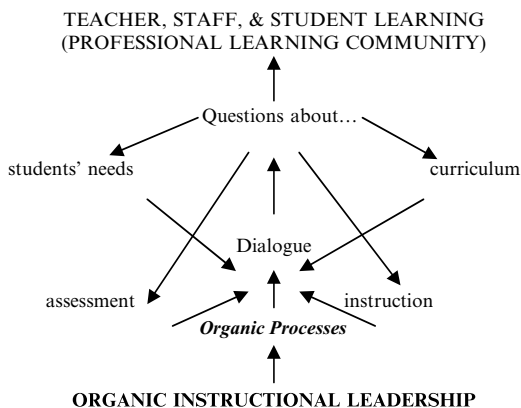 TEACHER, STAFF, & STUDENT LEARNING
(PROFESSIONAL LEARNING COMMUNITY)
Questions about…
students’ needs
curriculum
Dialogue
assessment
instruction
Organic Processes
ORGANIC INSTRUCTIONAL LEADERSHIP